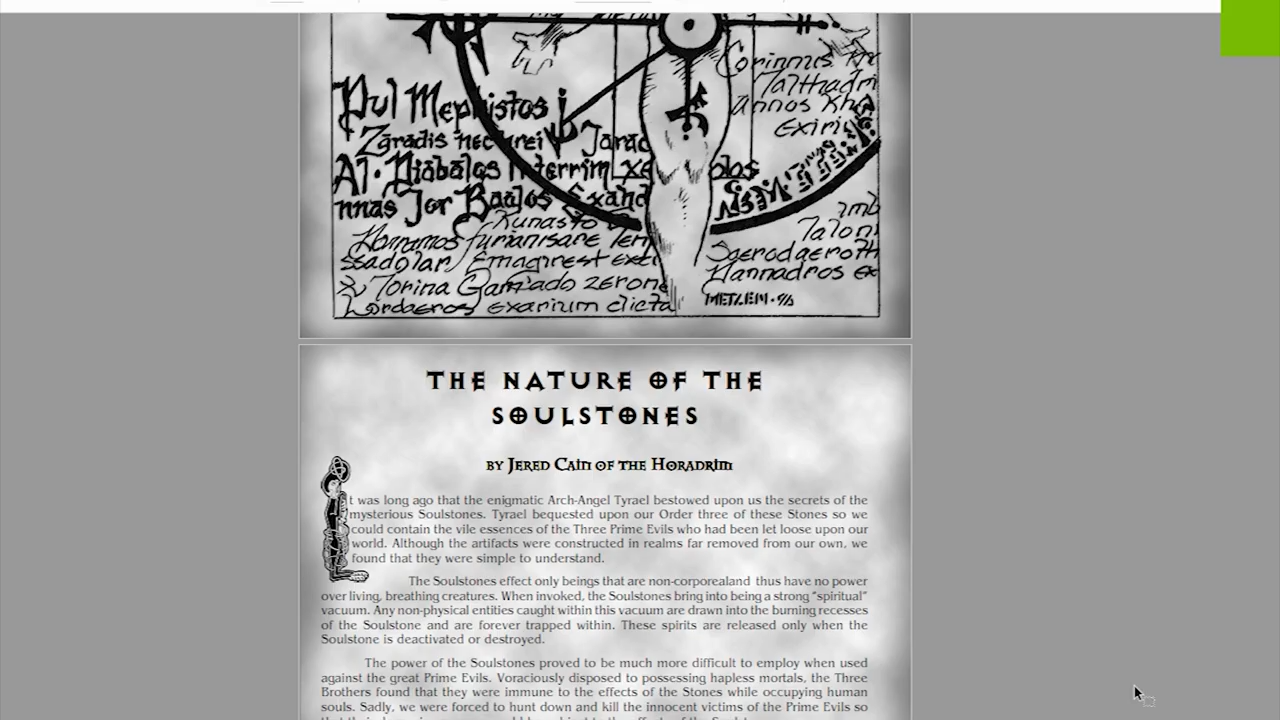 Pul Mephistos
Corinnis
Zaradis
Al · Diabalos
nnas Jor Baalos
Kunasto
Hannamos
ssadolar Emagnrest
Talon
Torina zerone
Hannadros ex
exarium dicta
THE NATURE OF THE
SOULSTONES
BY JERED CAIN OF THE HORADRIM
It was long ago that the enigmatic Arch-Angel Tyrael bestowed upon us the secrets of the
mysterious Soulstones. Tyrael bequested upon our Order three of these Stones so we
could contain the vile essences of the Three Prime Evils who had been let loose upon our
world. Although the artifacts were constructed in realms far removed from our own, we
found that they were simple to understand.
The Soulstones effect only beings that are non-corporealand thus have no power
over living, breathing creatures. When invoked, the Soulstones bring into being a strong “spiritual”
vacuum. Any non-physical entities caught within this vacuum are drawn into the burning recesses
of the Soulstone and are forever trapped within. These spirits are released only when the
Soulstone is deactivated or destroyed.
The power of the Soulstones proved to be much more difficult to employ when used
against the great Prime Evils. Voraciously disposed to possessing hapless mortals, the Three
Brothers found that they were immune to the effects of the Stones while occupying human
souls. Sadly, we were forced to hunt down and kill the innocent victims of the Prime Evils so